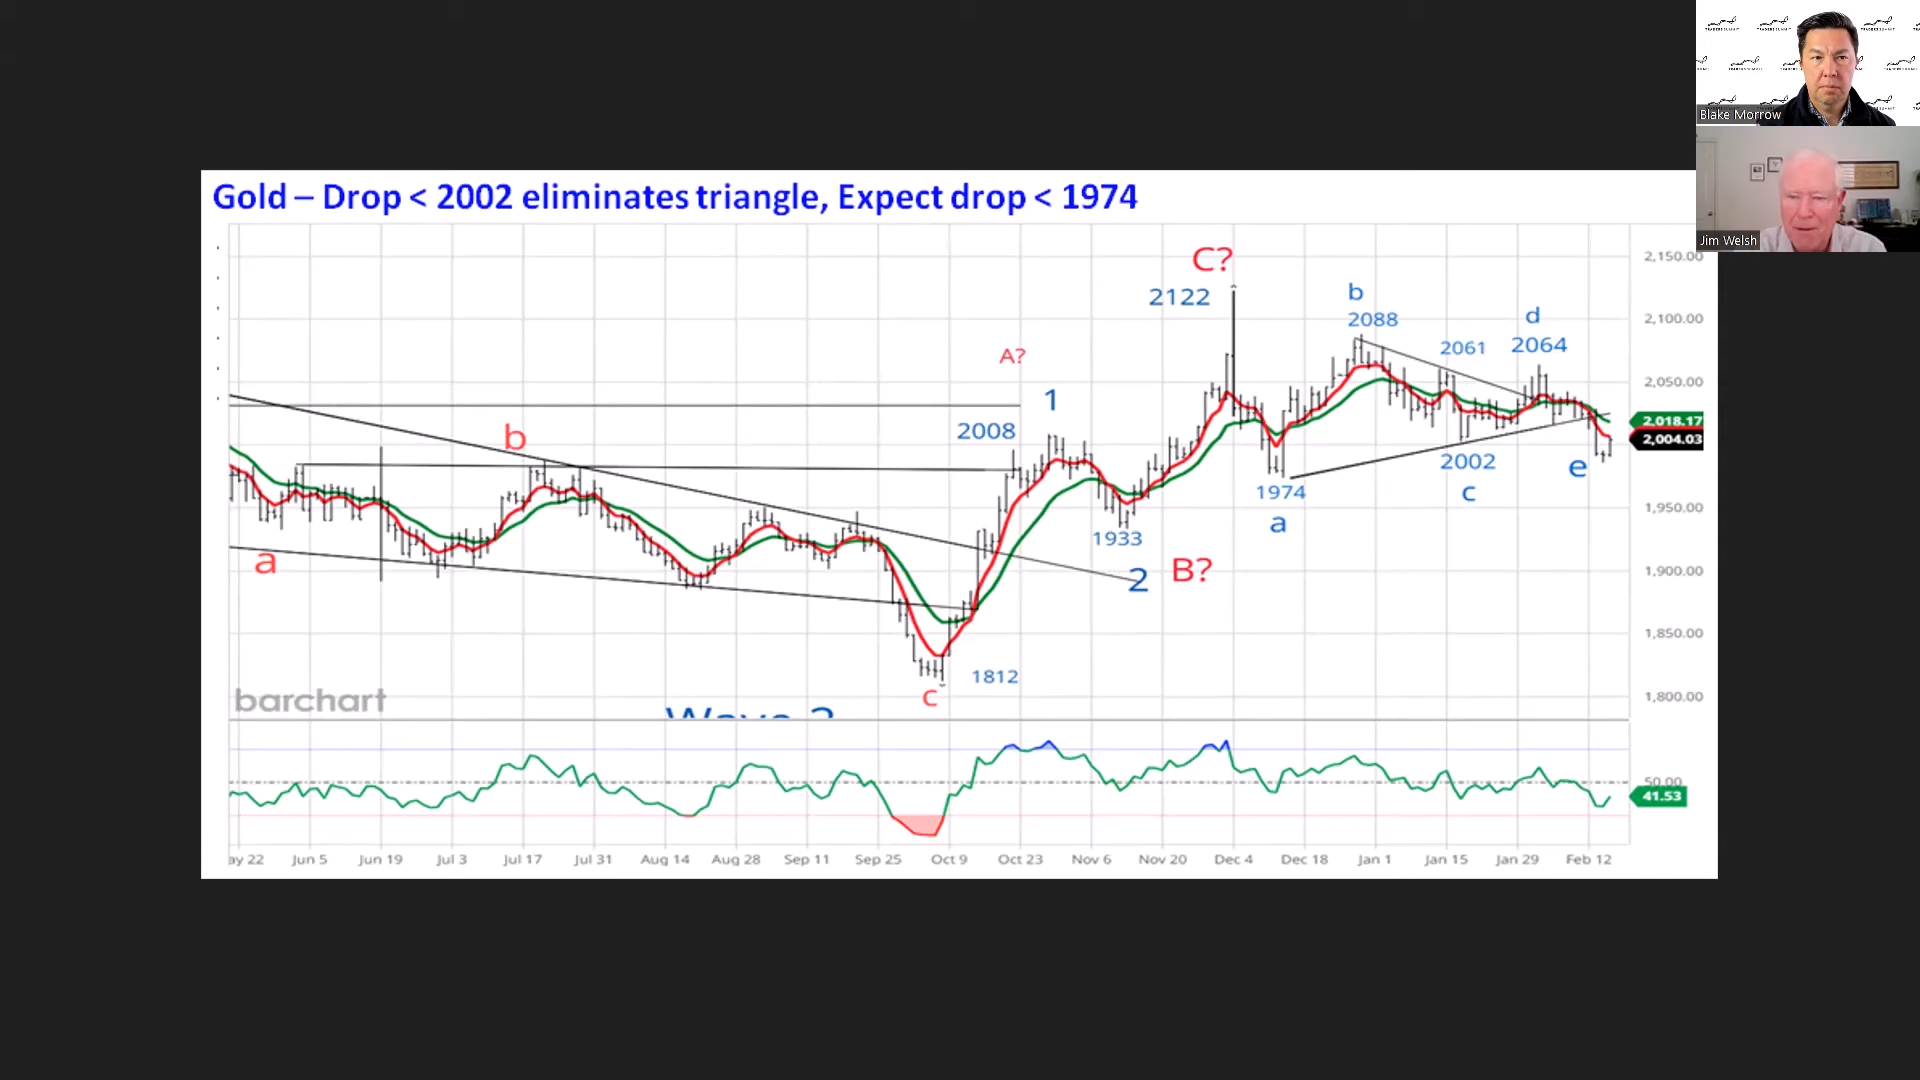 Blake Morrow
Jim Welsh
Gold – Drop < 2002 eliminates triangle, Expect drop < 1974
C?
2122
b
2088
d
2061
2064
A?
1
2008
b
a
1974
a
2002
c
e
1933
2
B?
1812
c
barchart
2,150.00
2,100.00
2,050.00
2,018.17
2,004.03
1,950.00
1,900.00
1,850.00
1,800.00
50.00
41.53
ay 22
Jun 5
Jun 19
Jul 3
Jul 17
Jul 31
Aug 14
Aug 28
Sep 11
Sep 25
Oct 9
Oct 23
Nov 6
Nov 20
Dec 4
Dec 18
Jan 1
Jan 15
Jan 29
Feb 12